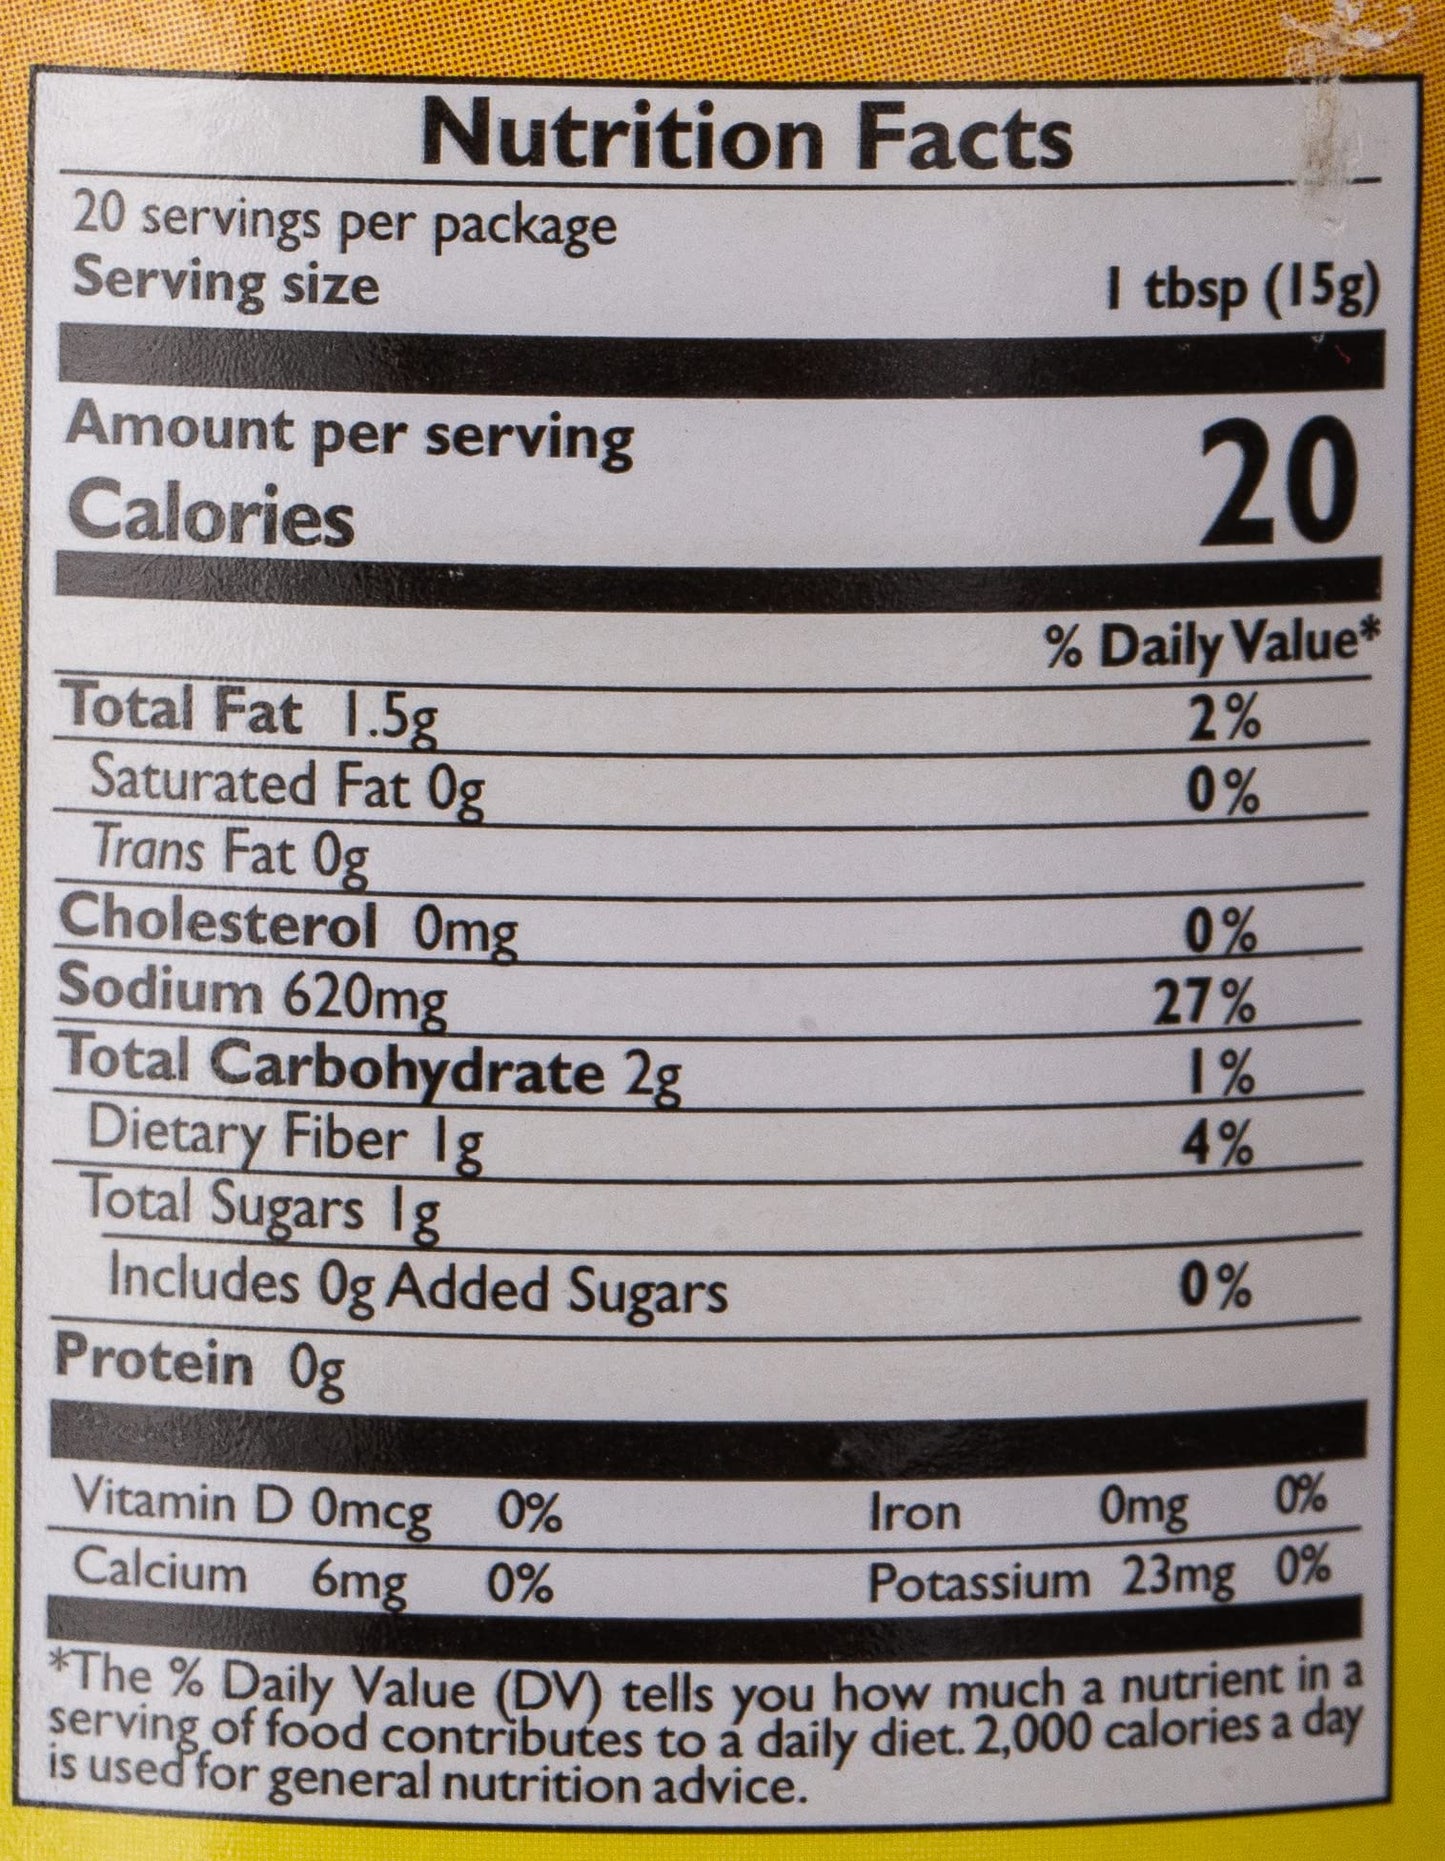 Nutrition Facts
20 servings per package
Serving size 1 tbsp (15g)
Amount per serving
Calories 20
% Daily Value*
Total Fat 1.5g 2%
Saturated Fat 0g 0%
Trans Fat 0g
Cholesterol 0mg 0%
Sodium 620mg 27%
Total Carbohydrate 2g 1%
Dietary Fiber 1g 4%
Total Sugars 1g
Includes 0g Added Sugars 0%
Protein 0g
Vitamin D 0mcg 0% Iron 0mg 0%
Calcium 6mg 0% Potassium 23mg 0%
*The % Daily Value (DV) tells you how much a nutrient in a
serving of food contributes to a daily diet. 2,000 calories a day
is used for general nutrition advice.